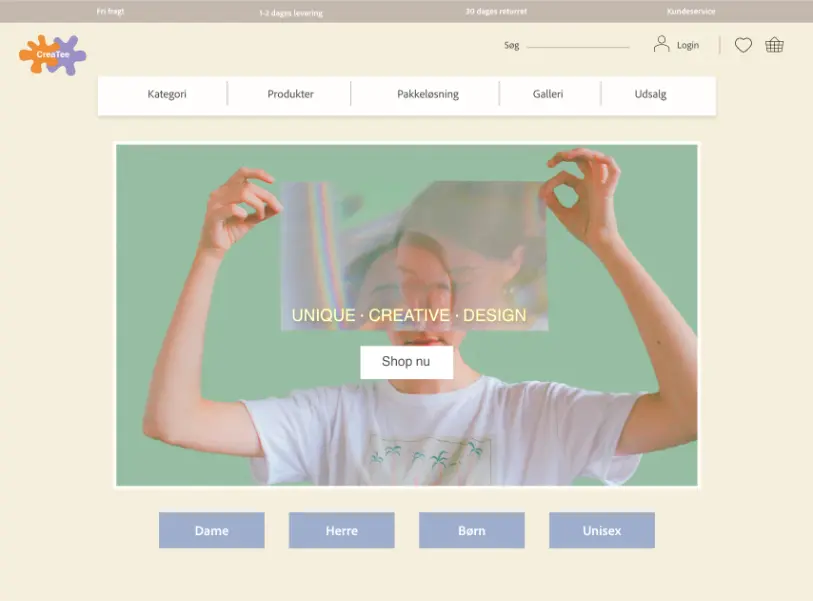 Fri fragt
1-2 dages levering
30 dages returret
Kundeservice
CreaTee
Søg
Login
Kategori
Produkter
Pakkeløsning
Galleri
Udsalg
UNIQUE · CREATIVE · DESIGN
Shop nu
Dame
Herre
Børn
Unisex